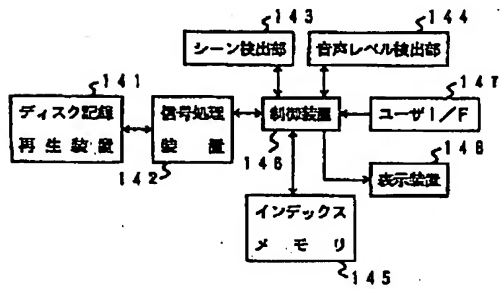 143
144
シーン検出部
音声レベル検出部
141
147
ディスク記録
再生装置
信号処理
装置
制御装置
ユーザI/F
142
146
148
表示装置
インデックス
メモリ
145